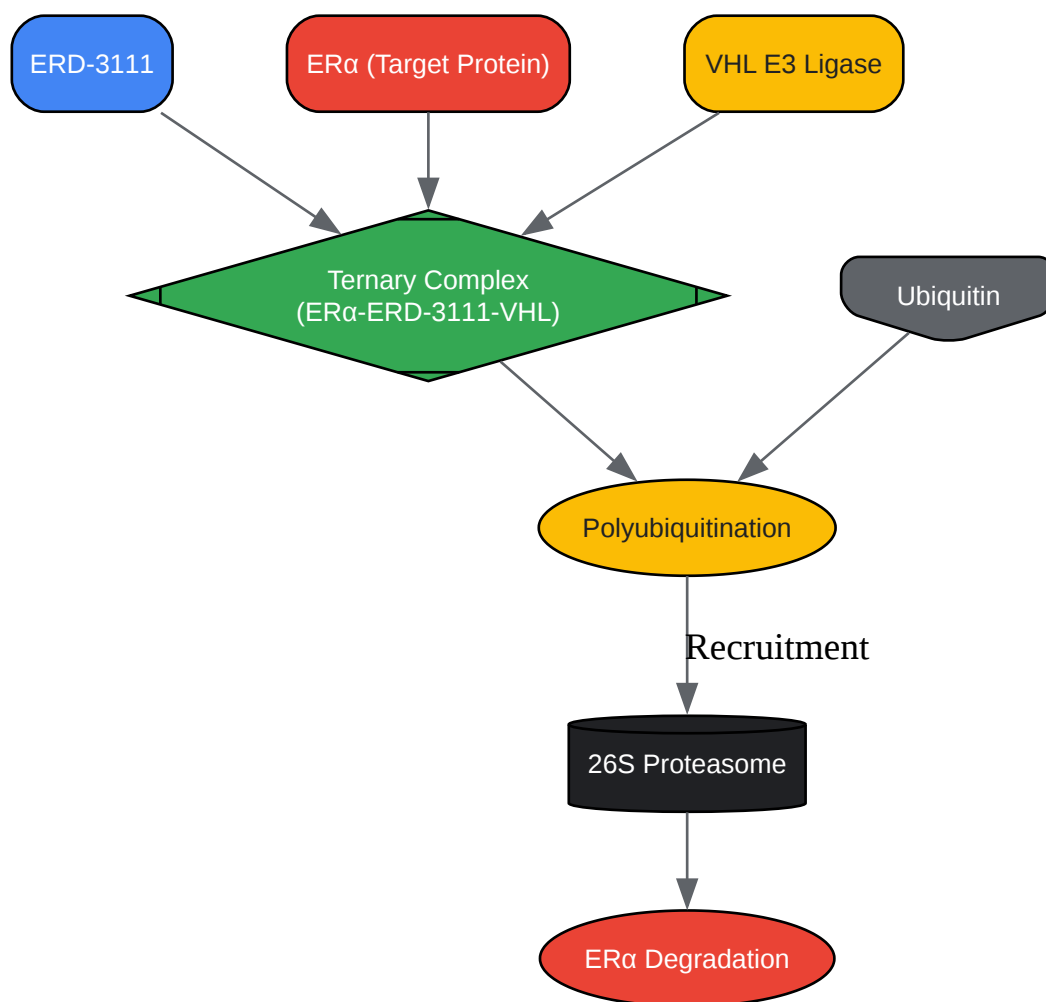 ERD-3111
ERα (Target Protein)
VHL E3 Ligase
Ternary Complex
(ERα-ERD-3111-VHL)
Ubiquitin
Polyubiquitination
Recruitment
26S Proteasome
ERα Degradation